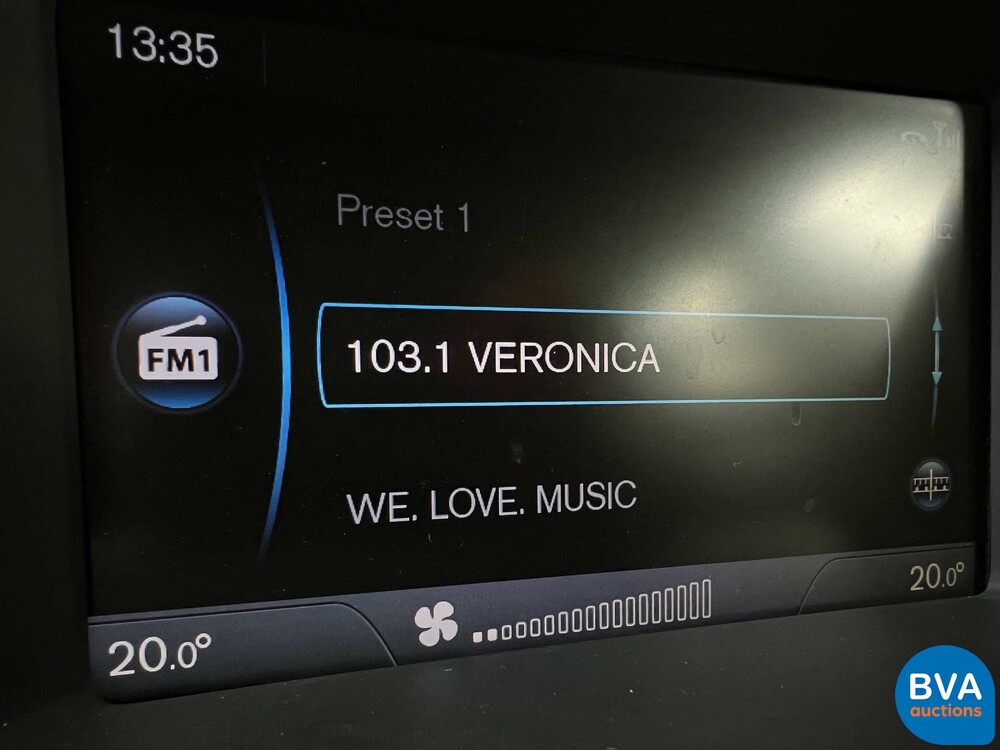 13:35
Preset 1
FM1
103.1 VERONICA
WE. LOVE. MUSIC
20.0°
20.0°
BVA
auctions